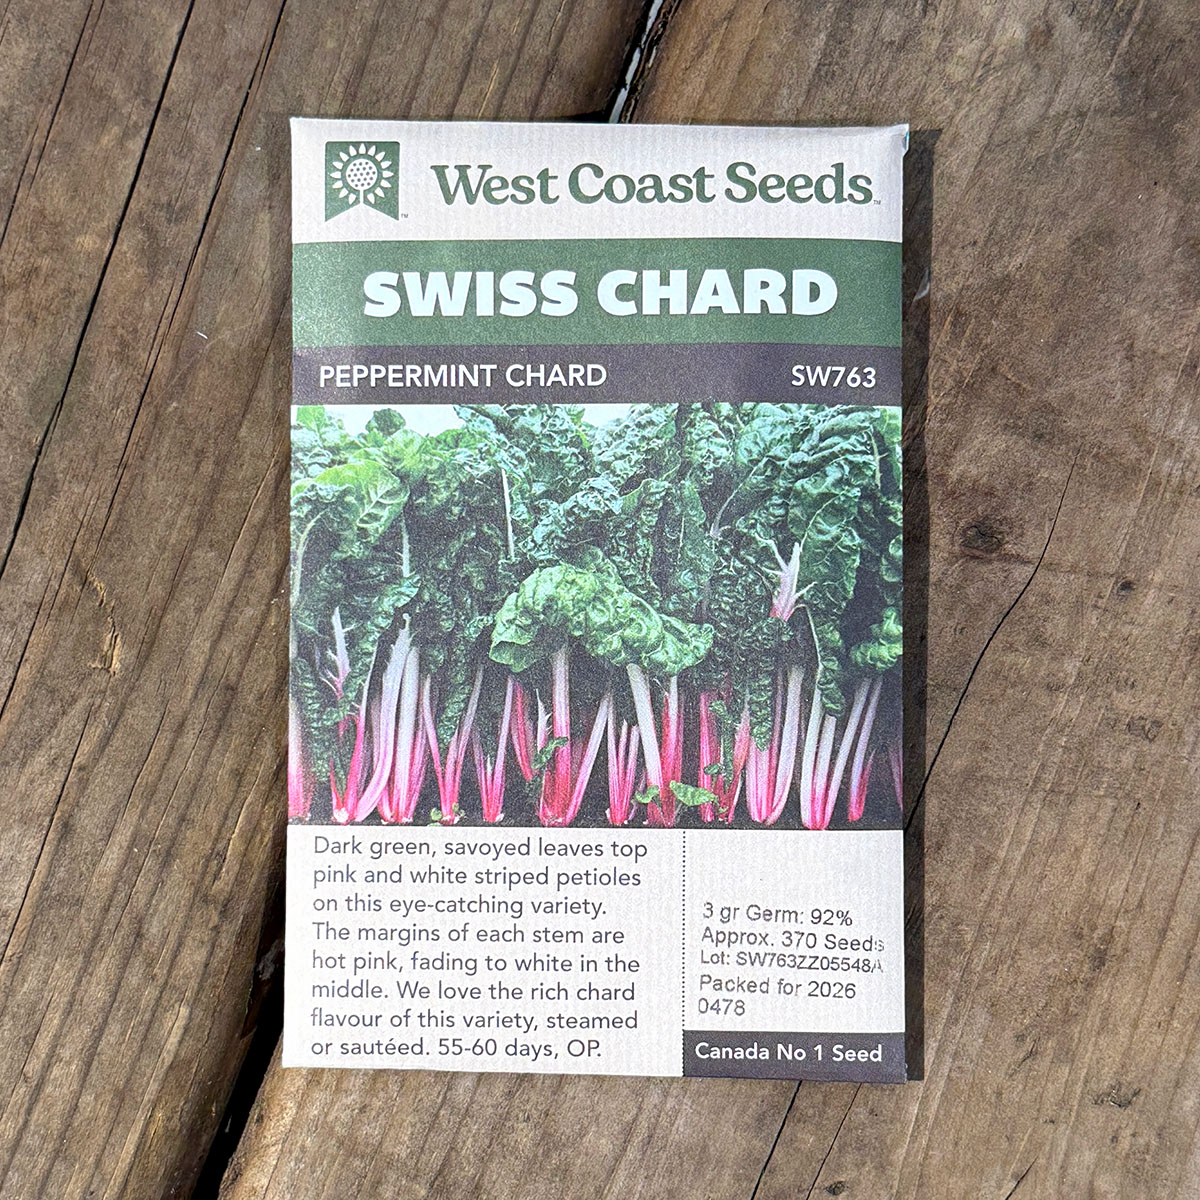 West Coast Seeds™
SWISS CHARD
PEPPERMINT CHARD SW763
Dark green, savoyed leaves top
pink and white striped petioles
on this eye-catching variety.
The margins of each stem are
hot pink, fading to white in the
middle. We love the rich chard
flavour of this variety, steamed
or sautéed. 55-60 days, OP.
3 gr Germ: 92%
Approx. 370 Seeds
Lot: SW763ZZ05548A
Packed for 2026
0478
Canada No 1 Seed